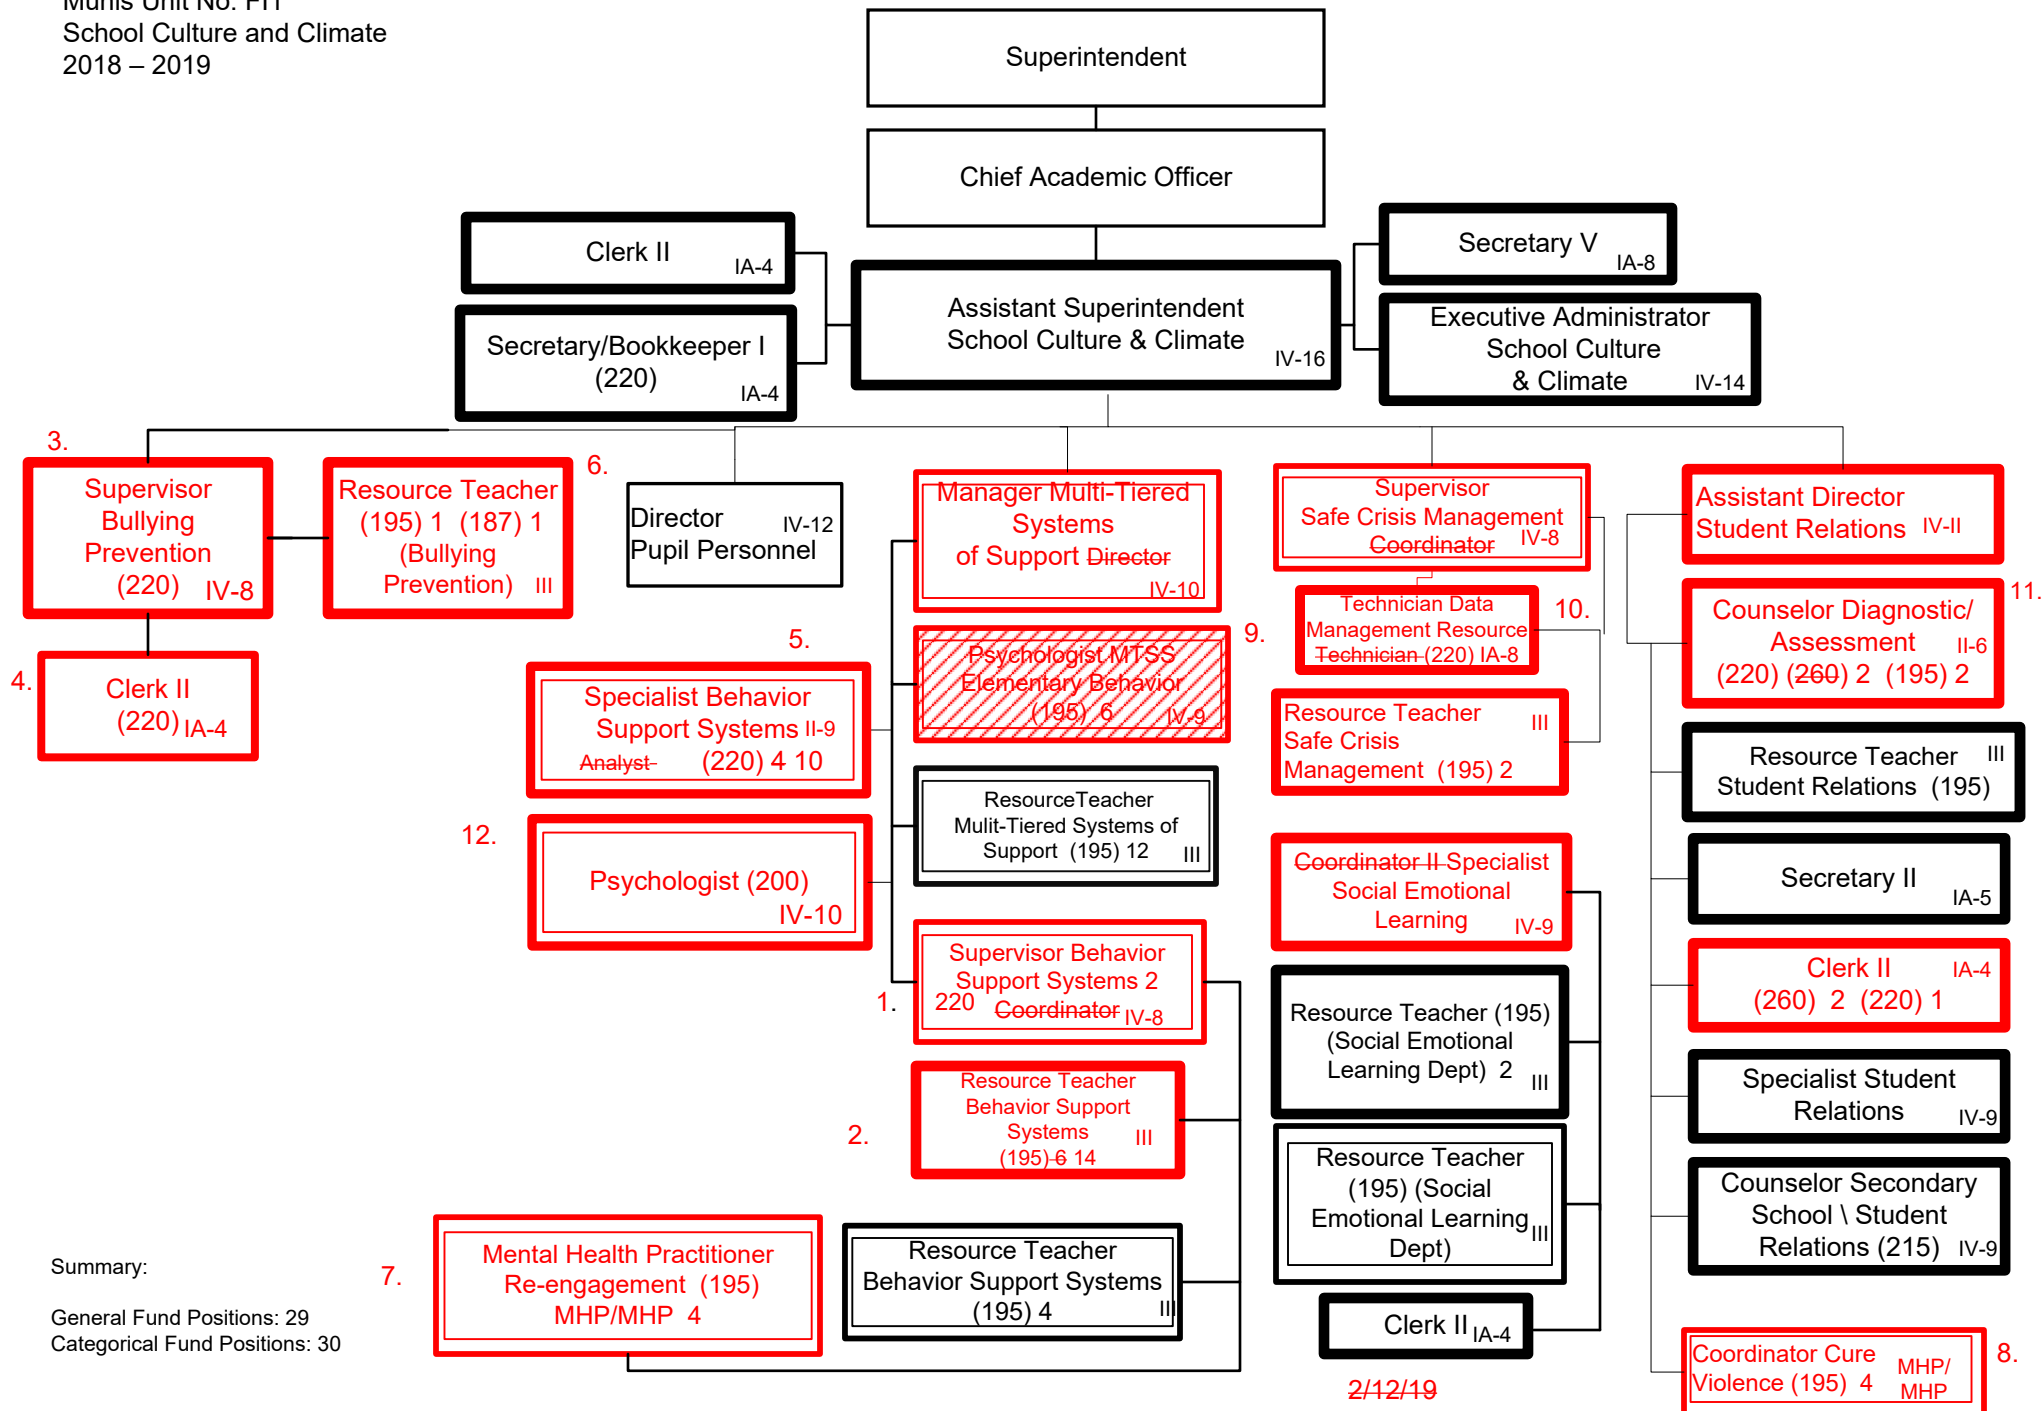 Munis Unit No. FIT
School Culture and Climate
2018 – 2019
Superintendent
Chief Academic Officer
Clerk II
IA-4
Secretary/Bookkeeper I
(220)
IA-4
Assistant Superintendent
School Culture & Climate
IV-16
Secretary V
IA-8
Executive Administrator
School Culture
& Climate IV-14
3.
Supervisor
Bullying
Prevention
(220) IV-8
6.
Resource Teacher
(195) 1 (187) 1
(Bullying
Prevention) III
4.
Clerk II
(220) IA-4
Director IV-12
Pupil Personnel
Manager Multi-Tiered
Systems
of Support Director
IV-10
Psychologist MTSS
Elementary Behavior
(195) 6 IV-9
9.
5.
Specialist Behavior
Support Systems II-9
Analyst (220) 4 10
12.
Psychologist (200)
IV-10
ResourceTeacher
Mulit-Tiered Systems of
Support (195) 12 III
1.
Supervisor Behavior
Support Systems 2
220 Coordinator IV-8
2.
Resource Teacher
Behavior Support
Systems III
(195) 6 14
7.
Mental Health Practitioner
Re-engagement (195)
MHP/MHP 4
Resource Teacher
Behavior Support Systems
(195) 4 III
Supervisor
Safe Crisis Management
Coordinator IV-8
10.
Technician Data
Management Resource
Technician (220) IA-8
Resource Teacher III
Safe Crisis
Management (195) 2
Coordinator II Specialist
Social Emotional
Learning IV-9
Resource Teacher (195)
(Social Emotional
Learning Dept) 2 III
Resource Teacher
(195) (Social
Emotional Learning III
Dept)
Clerk II IA-4
2/12/19
Assistant Director
Student Relations IV-II
11.
Counselor Diagnostic/
Assessment II-6
(220) (260) 2 (195) 2
Resource Teacher III
Student Relations (195)
Secretary II
IA-5
Clerk II IA-4
(260) 2 (220) 1
Specialist Student
Relations IV-9
Counselor Secondary
School \ Student
Relations (215) IV-9
8.
Coordinator Cure MHP/
Violence (195) 4 MHP
Summary:
General Fund Positions: 29
Categorical Fund Positions: 30